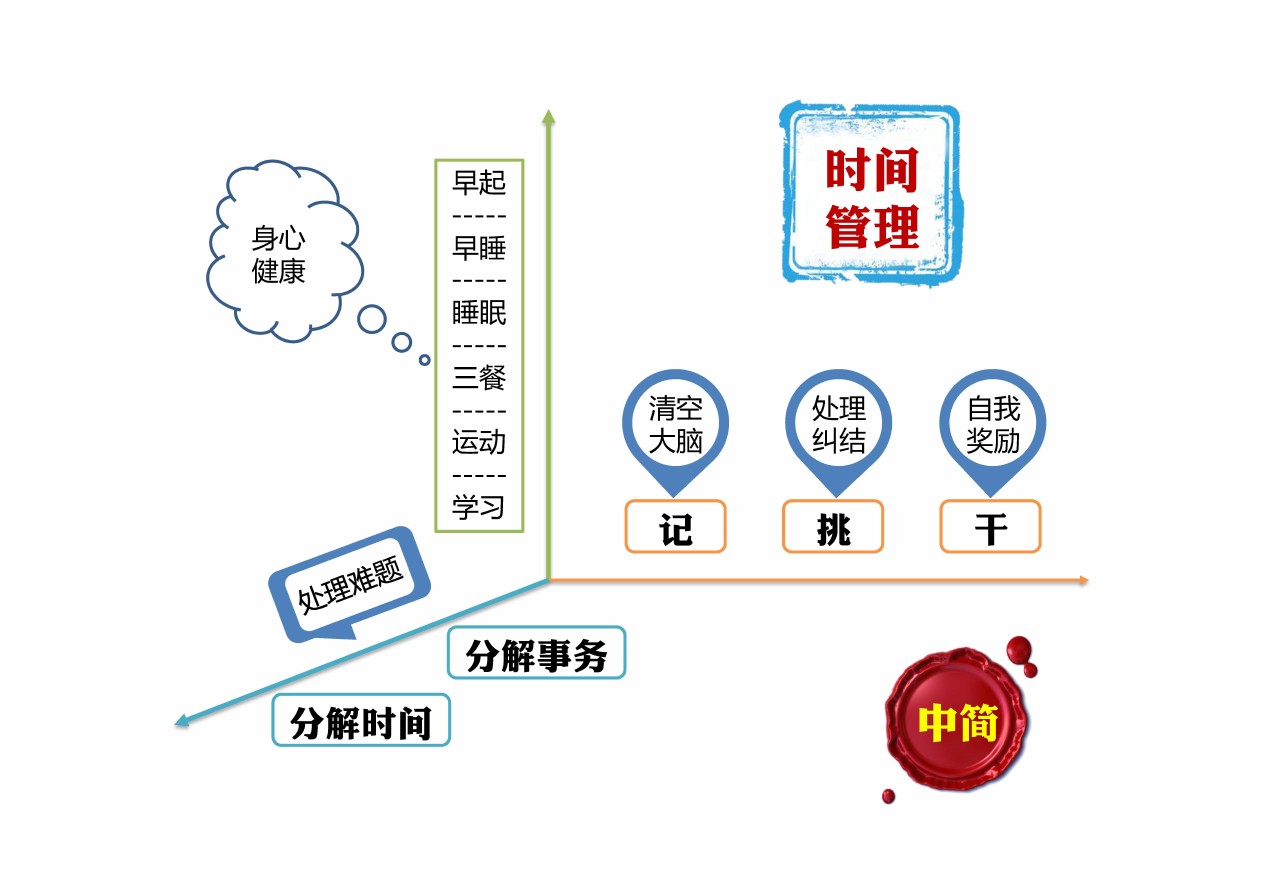 时间
管理
身心
健康
早起
-----
早睡
-----
睡眠
-----
三餐
-----
运动
-----
学习
清空
大脑
处理
纠结
自我
奖励
记
挑
干
处理难题
分解事务
分解时间
中简